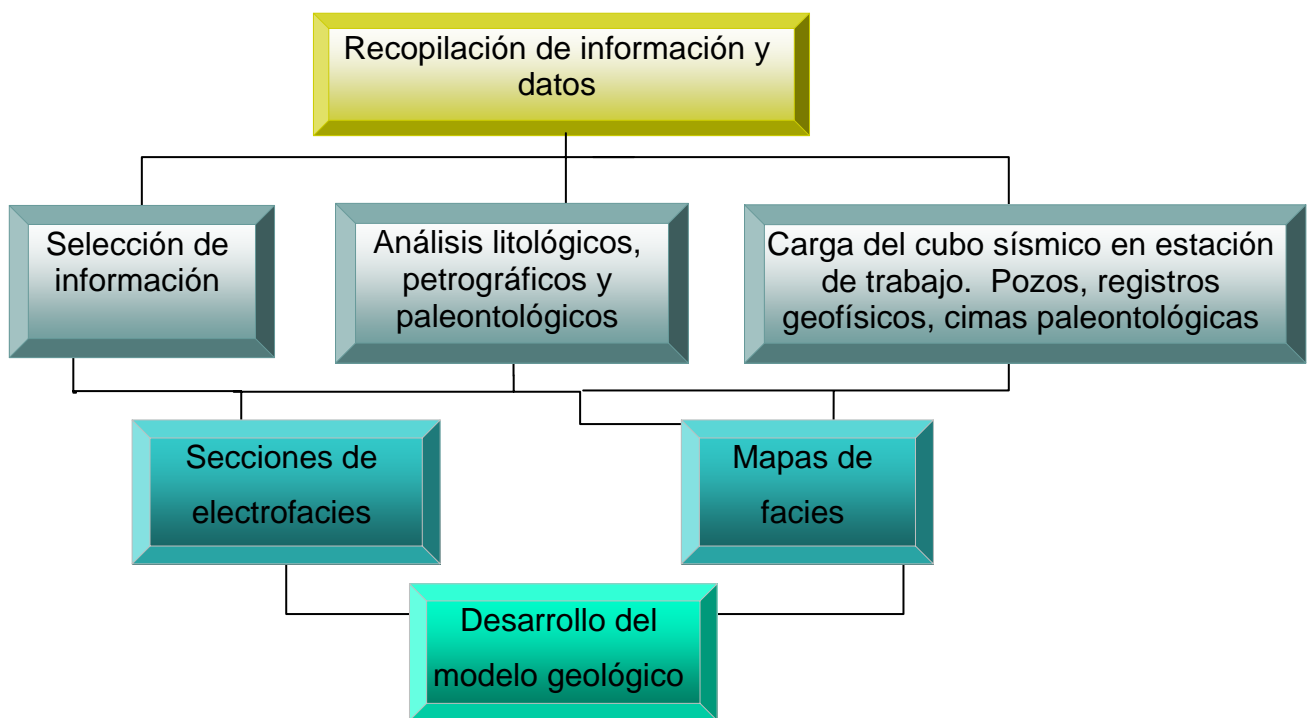 Recopilación de información y
datos
Selección de
información
Análisis litológicos,
petrográficos y
paleontológicos
Carga del cubo sísmico en estación
de trabajo.  Pozos, registros
geofísicos, cimas paleontológicas
Secciones de
electrofacies
Mapas de
facies
Desarrollo del
modelo geológico